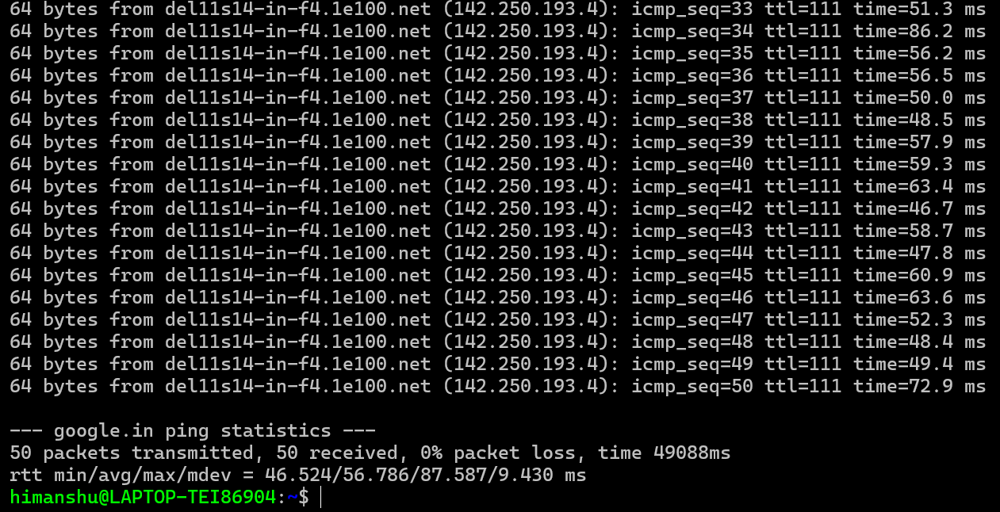 64 bytes from del11s14-in-f4.1e100.net (142.250.193.4): icmp_seq=33 ttl=111 time=51.3 ms
64 bytes from del11s14-in-f4.1e100.net (142.250.193.4): icmp_seq=34 ttl=111 time=86.2 ms
64 bytes from del11s14-in-f4.1e100.net (142.250.193.4): icmp_seq=35 ttl=111 time=56.2 ms
64 bytes from del11s14-in-f4.1e100.net (142.250.193.4): icmp_seq=36 ttl=111 time=56.5 ms
64 bytes from del11s14-in-f4.1e100.net (142.250.193.4): icmp_seq=37 ttl=111 time=50.0 ms
64 bytes from del11s14-in-f4.1e100.net (142.250.193.4): icmp_seq=38 ttl=111 time=48.5 ms
64 bytes from del11s14-in-f4.1e100.net (142.250.193.4): icmp_seq=39 ttl=111 time=57.9 ms
64 bytes from del11s14-in-f4.1e100.net (142.250.193.4): icmp_seq=40 ttl=111 time=59.3 ms
64 bytes from del11s14-in-f4.1e100.net (142.250.193.4): icmp_seq=41 ttl=111 time=63.4 ms
64 bytes from del11s14-in-f4.1e100.net (142.250.193.4): icmp_seq=42 ttl=111 time=46.7 ms
64 bytes from del11s14-in-f4.1e100.net (142.250.193.4): icmp_seq=43 ttl=111 time=58.7 ms
64 bytes from del11s14-in-f4.1e100.net (142.250.193.4): icmp_seq=44 ttl=111 time=47.8 ms
64 bytes from del11s14-in-f4.1e100.net (142.250.193.4): icmp_seq=45 ttl=111 time=60.9 ms
64 bytes from del11s14-in-f4.1e100.net (142.250.193.4): icmp_seq=46 ttl=111 time=63.6 ms
64 bytes from del11s14-in-f4.1e100.net (142.250.193.4): icmp_seq=47 ttl=111 time=52.3 ms
64 bytes from del11s14-in-f4.1e100.net (142.250.193.4): icmp_seq=48 ttl=111 time=48.4 ms
64 bytes from del11s14-in-f4.1e100.net (142.250.193.4): icmp_seq=49 ttl=111 time=49.4 ms
64 bytes from del11s14-in-f4.1e100.net (142.250.193.4): icmp_seq=50 ttl=111 time=72.9 ms

--- google.in ping statistics ---
50 packets transmitted, 50 received, 0% packet loss, time 49088ms
rtt min/avg/max/mdev = 46.524/56.786/87.587/9.430 ms
himanshu@LAPTOP-TEI86904:~$